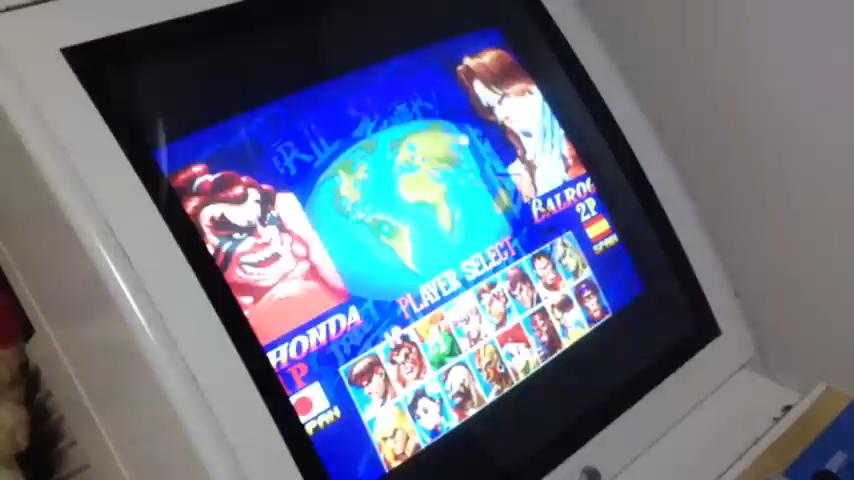 BALROG
2P
SPAIN
PLAYER SELECT
HONDA
1P
JAPAN